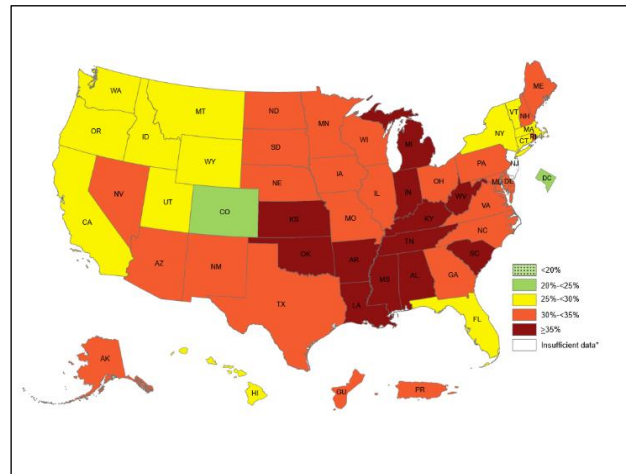 WA
MT
ND
MN
ME
OR
ID
SD
WI
MI
VT
NH
NY
MA
CT
RI
WY
NE
IA
PA
NJ
NV
UT
CO
IL
IN
OH
MD
DE
DC
CA
KS
MO
KY
WV
VA
AZ
NM
OK
AR
TN
NC
SC
TX
LA
MS
AL
GA
FL
AK
HI
GU
PR
<20%
20%-<25%
25%-<30%
30%-<35%
≥35%
Insufficient data*